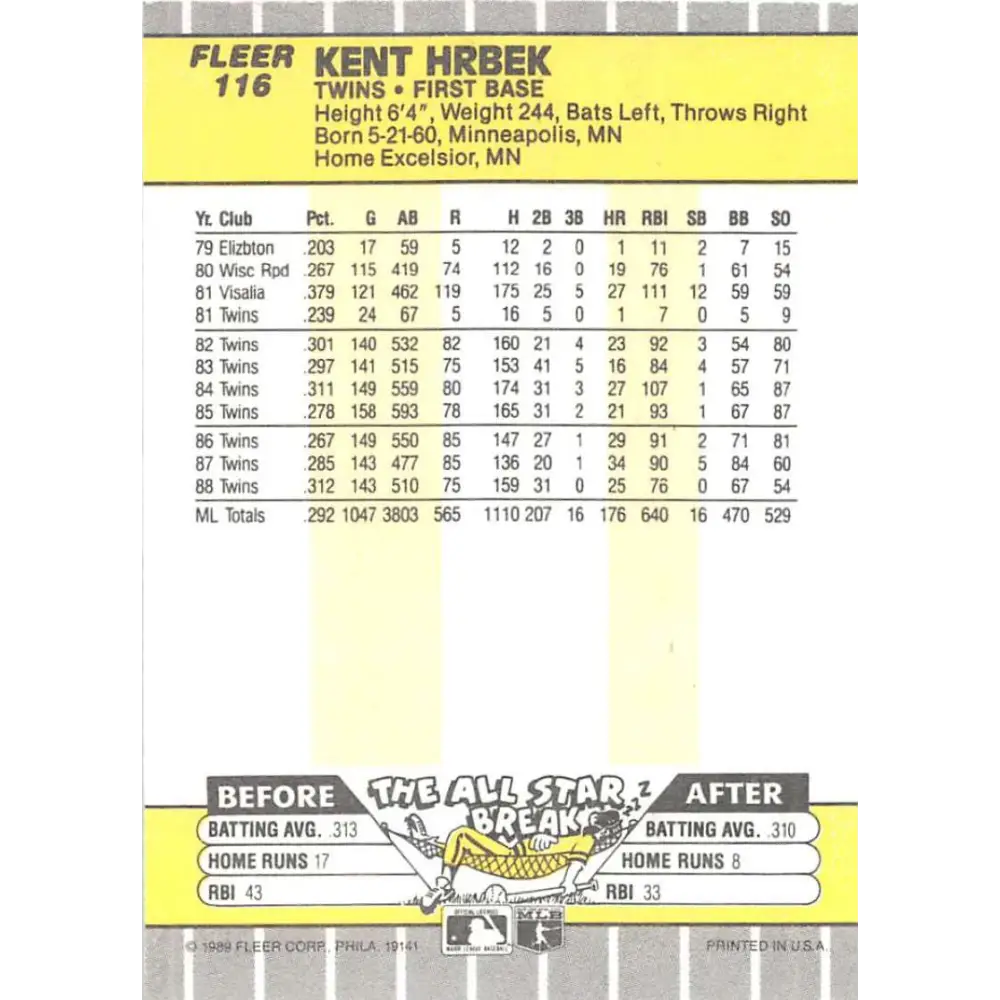 FLEER
116
KENT HRBEK
TWINS • FIRST BASE
Height 6'4", Weight 244, Bats Left, Throws Right
Born 5-21-60, Minneapolis, MN
Home Excelsior, MN
Yr. Club Pct. G AB R H 2B 3B HR RBI SB BB SO
79 Elizbton .203 17 59 5 12 2 0 1 11 2 7 15
80 Wisc Rpd .267 115 419 74 112 16 0 19 76 1 61 54
81 Visalia .379 121 462 119 175 25 5 27 111 12 59 59
81 Twins .239 24 67 5 16 5 0 1 7 0 5 9
82 Twins .301 140 532 82 160 21 4 23 92 3 54 80
83 Twins .297 141 515 75 153 41 5 16 84 4 57 71
84 Twins .311 149 559 80 174 31 3 27 107 1 65 87
85 Twins .278 158 593 78 165 31 2 21 93 1 67 87
86 Twins .267 149 550 85 147 27 1 29 91 2 71 81
87 Twins .285 143 477 85 136 20 1 34 90 5 84 60
88 Twins .312 143 510 75 159 31 0 25 76 0 67 54
ML Totals .292 1047 3803 565 1110 207 16 176 640 16 470 529
THE ALL STAR
BREAK
ZZZZ
BEFORE
BATTING AVG. .313
HOME RUNS 17
RBI 43
AFTER
BATTING AVG. .310
HOME RUNS 8
RBI 33
OFFICIAL LICENSEE
MAJOR LEAGUE BASEBALL
MLB
© 1989 FLEER CORP., PHILA. 19141
PRINTED IN U.S.A.